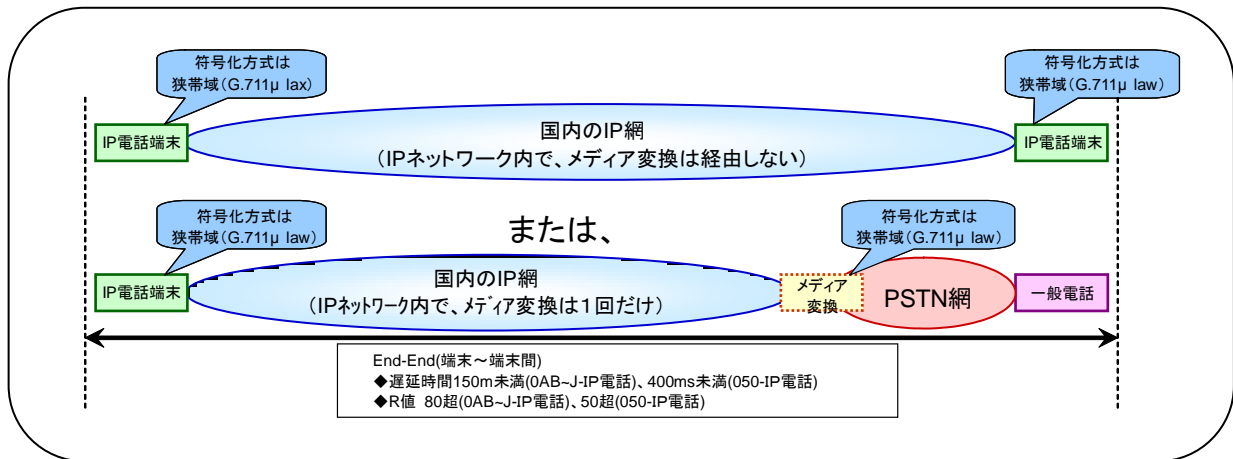 符号化方式は
狭帯域(G.711μ lax)
符号化方式は
狭帯域(G.711μ law)
IP電話端末
国内のIP網
(IPネットワーク内で、メディア変換は経由しない)
IP電話端末
または、
符号化方式は
狭帯域(G.711μ law)
符号化方式は
狭帯域(G.711μ law)
IP電話端末
国内のIP網
(IPネットワーク内で、メディア変換は1回だけ)
メディア
変換
PSTN網
一般電話
End-End(端末~端末間)
◆遅延時間150m未満(0AB~J-IP電話)、400ms未満(050-IP電話)
◆R値 80超(0AB~J-IP電話)、50超(050-IP電話)